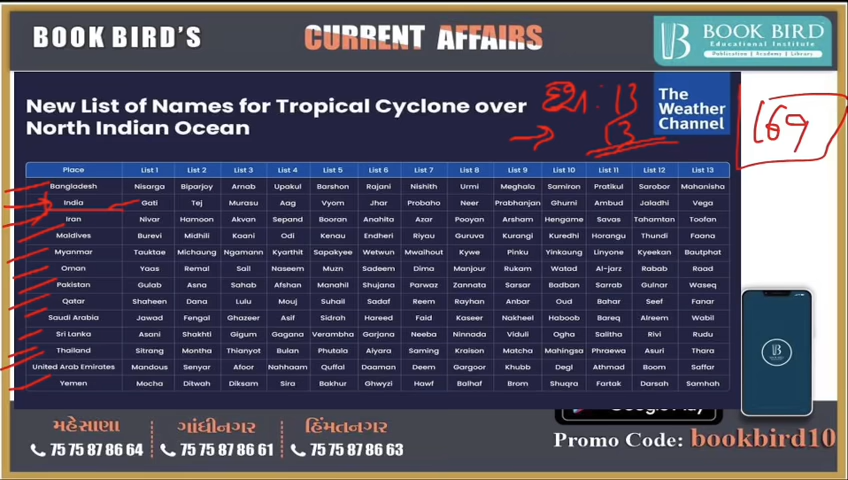 BOOK BIRD'S
CURRENT AFFAIRS
BOOK BIRD
Educational Institute
Publication | Academy | Library
New List of Names for Tropical Cyclone over
North Indian Ocean
દેશ : 13
13
The
Weather
Channel
169
Place List 1 List 2 List 3 List 4 List 5 List 6 List 7 List 8 List 9 List 10 List 11 List 12 List 13
Bangladesh Nisarga Biparjoy Arnab Upakul Barshon Rajani Nishith Urmi Meghala Samiron Pratikul Sarobor Mahanisha
India Gati Tej Murasu Aag Vyom Jhar Probaho Neer Prabhanjan Ghurni Ambud Jaladhi Vega
Iran Nivar Hamoon Akvan Sepand Booran Anahita Azar Pooyan Arsham Hengame Savas Tahamtan Toofan
Maldives Burevi Midhili Kaani Odi Kenau Endheri Riyau Guruva Kurangi Kuredhi Horangu Thundi Faana
Myanmar Tauktae Michaung Ngamann Kyarthit Sapakyee Wetwun Mwaihout Kywe Pinku Yinkaung Linyone Kyeekan Bautphat
Oman Yaas Remal Sail Naseem Muzn Sadeem Dima Manjour Rukam Watad Al-jarz Rabab Raad
Pakistan Gulab Asna Sahab Afshan Manahil Shujana Parwaz Zannata Sarsar Badban Sarrab Gulnar Waseq
Qatar Shaheen Dana Lulu Mouj Suhail Sadaf Reem Rayhan Anbar Oud Bahar Seef Fanar
Saudi Arabia Jawad Fengal Ghazeer Asif Sidrah Hareed Faid Kaseer Nakheel Haboob Bareq Alreem Wabil
Sri Lanka Asani Shakhti Gigum Gagana Verambha Garjana Neeba Ninnada Viduli Ogha Salitha Rivi Rudu
Thailand Sitrang Montha Thianyot Bulan Phutala Aiyara Saming Kraison Matcha Mahingsa Phraewa Asuri Thara
United Arab Emirates Mandous Senyar Afoor Nahhaam Quffal Daaman Deem Gargoor Khubb Degl Athmad Boom Saffar
Yemen Mocha Ditwah Diksam Sira Bakhur Ghwyzi Hawf Balhaf Brom Shuqra Fartak Darsah Samhah
મહેસાણા
75 75 87 86 64
ગાંધીનગર
75 75 87 86 61
હિંમતનગર
75 75 87 86 63
Google Play
Promo Code: bookbird10